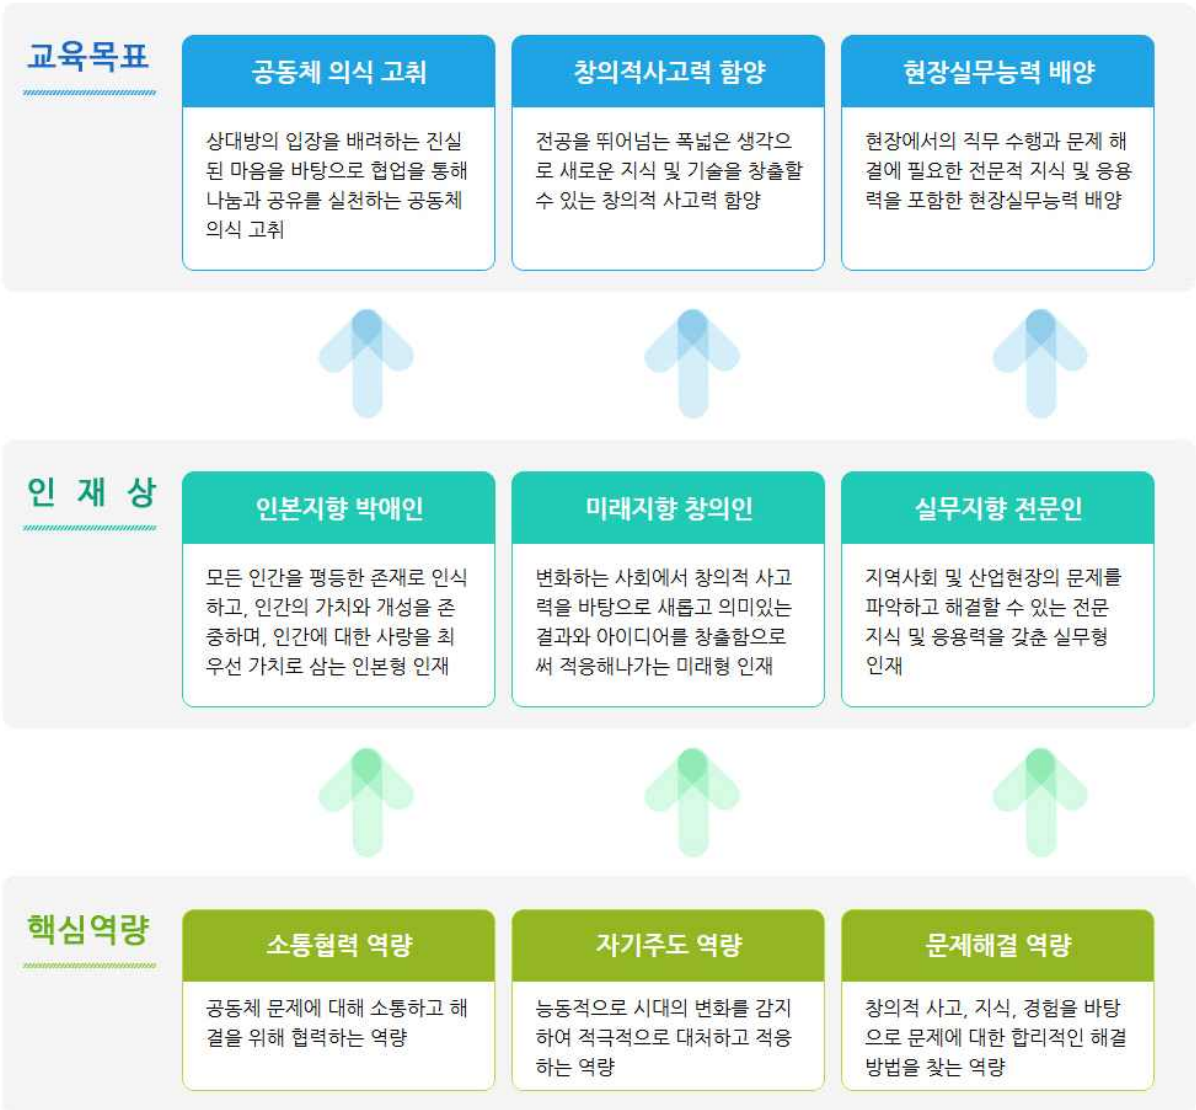 교육목표
공동체 의식 고취
상대방의 입장을 배려하는 진실
된 마음을 바탕으로 협업을 통해
나눔과 공유를 실천하는 공동체
의식 고취
창의적사고력 함양
전공을 뛰어넘는 폭넓은 생각으
로 새로운 지식 및 기술을 창출할
수 있는 창의적 사고력 함양
현장실무능력 배양
현장에서의 직무 수행과 문제 해
결에 필요한 전문적 지식 및 응용
력을 포함한 현장실무능력 배양
인 재 상
인본지향 박애인
모든 인간을 평등한 존재로 인식
하고, 인간의 가치와 개성을 존
중하며, 인간에 대한 사랑을 최
우선 가치로 삼는 인본형 인재
미래지향 창의인
변화하는 사회에서 창의적 사고
력을 바탕으로 새롭고 의미있는
결과와 아이디어를 창출함으로
써 적응해나가는 미래형 인재
실무지향 전문인
지역사회 및 산업현장의 문제를
파악하고 해결할 수 있는 전문
지식 및 응용력을 갖춘 실무형
인재
핵심역량
소통협력 역량
공동체 문제에 대해 소통하고 해
결을 위해 협력하는 역량
자기주도 역량
능동적으로 시대의 변화를 감지
하여 적극적으로 대처하고 적응
하는 역량
문제해결 역량
창의적 사고, 지식, 경험을 바탕
으로 문제에 대한 합리적인 해결
방법을 찾는 역량